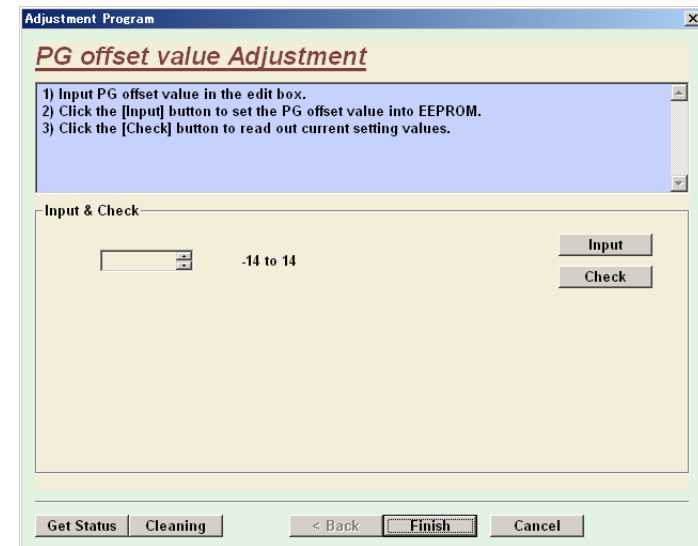 Adjustment Program
PG offset value Adjustment
1) Input PG offset value in the edit box.
2) Click the [Input] button to set the PG offset value into EEPROM.
3) Click the [Check] button to read out current setting values.
Input & Check
-14 to 14
Input
Check
Get Status
Cleaning
< Back
Finish
Cancel